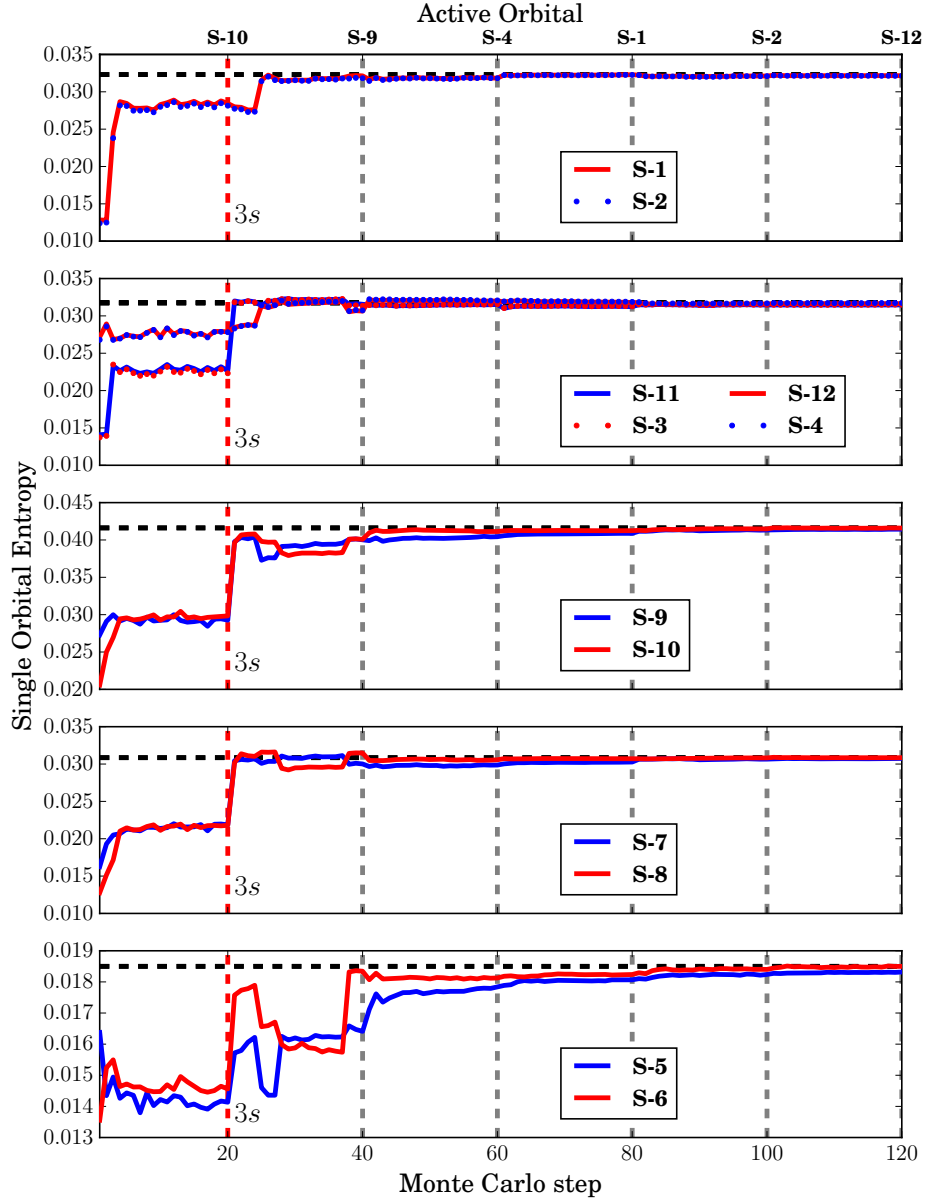 Active Orbital
S-10 S-9 S-4 S-1 S-2 S-12
0.035
0.030
0.025
0.020
0.015
0.010
3s
S-1
S-2
0.035
0.030
0.025
0.020
0.015
0.010
3s
S-11 S-12
S-3 S-4
Single Orbital Entropy
0.045
0.040
0.035
0.030
0.025
0.020
3s
S-9
S-10
0.035
0.030
0.025
0.020
0.015
0.010
3s
S-7
S-8
0.019
0.018
0.017
0.016
0.015
0.014
0.013
3s
S-5
S-6
20 40 60 80 100 120
Monte Carlo step